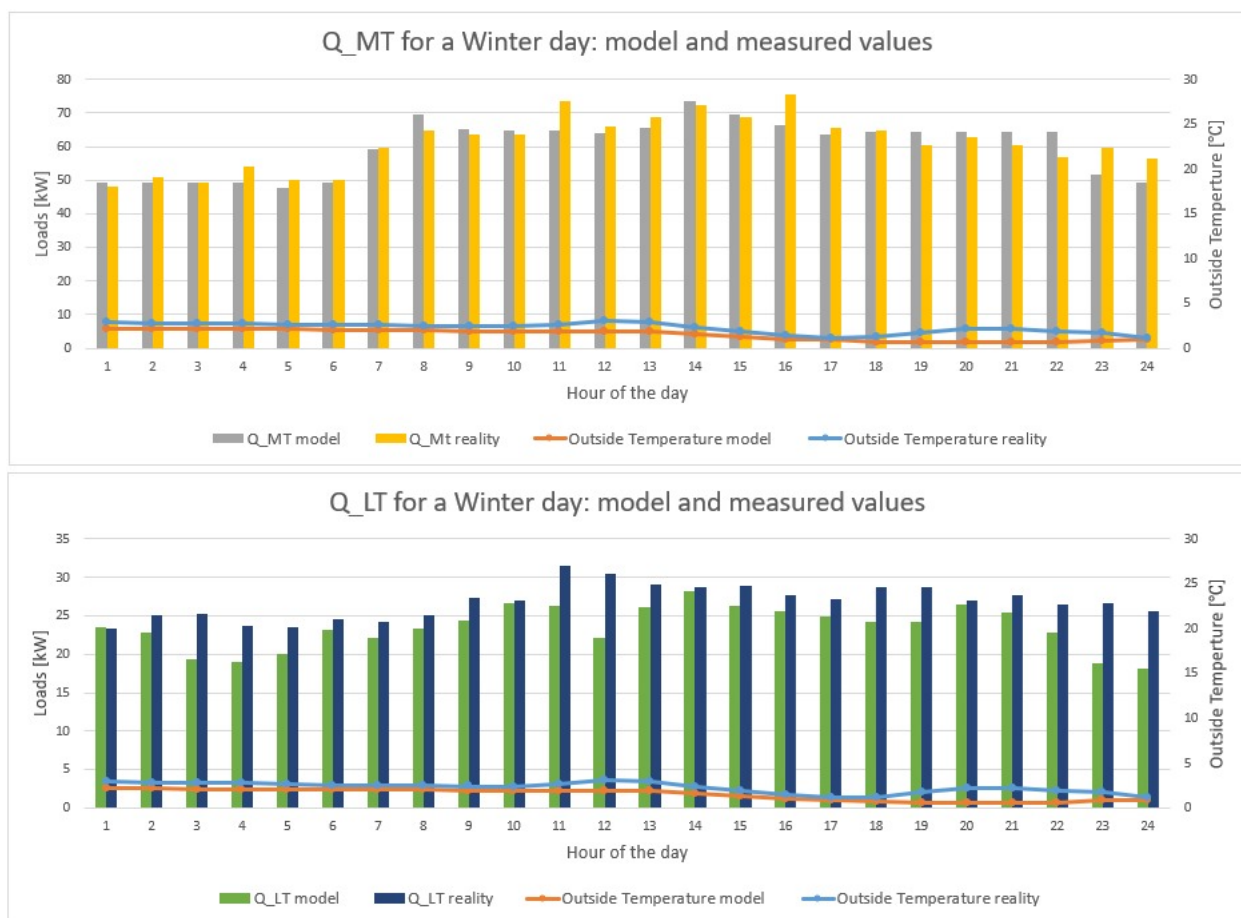 Q_MT for a Winter day: model and measured values
80
70
60
50
40
30
20
10
0
Loads [kW]
30
25
20
15
10
5
0
Outside Temperture [°C]
1 2 3 4 5 6 7 8 9 10 11 12 13 14 15 16 17 18 19 20 21 22 23 24
Hour of the day
Q_MT model Q_Mt reality Outside Temperature model Outside Temperature reality
Q_LT for a Winter day: model and measured values
35
30
25
20
15
10
5
0
Loads [kW]
30
25
20
15
10
5
0
Outside Temperture [°C]
1 2 3 4 5 6 7 8 9 10 11 12 13 14 15 16 17 18 19 20 21 22 23 24
Hour of the day
Q_LT model Q_LT reality Outside Temperature model Outside Temperature reality